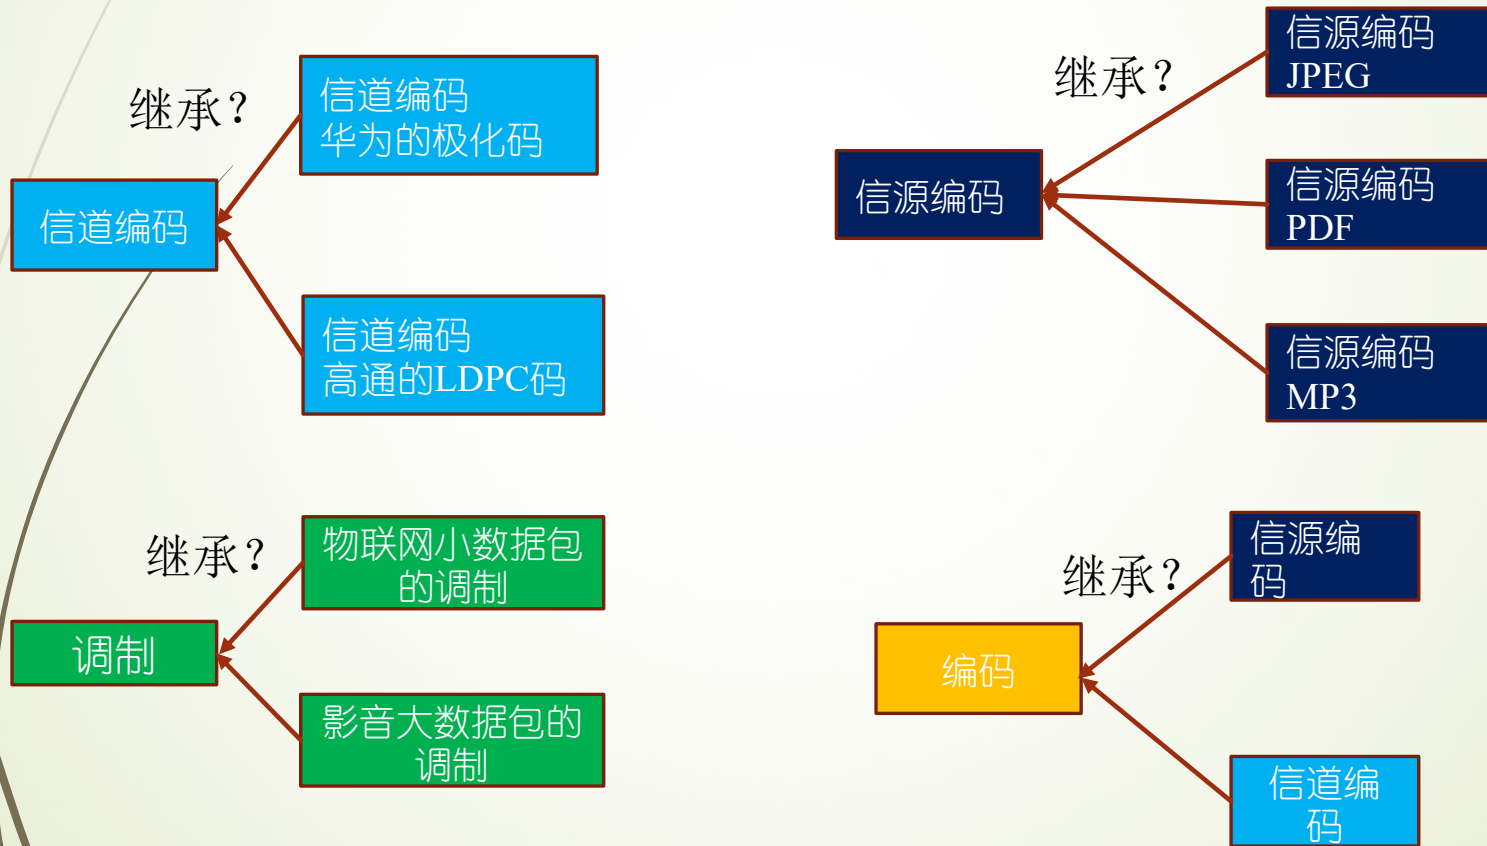 继承?
信道编码
华为的极化码
信道编码
信道编码
高通的LDPC码
继承?
信源编码
JPEG
信源编码
信源编码
PDF
信源编码
MP3
继承?
物联网小数据包
的调制
调制
影音大数据包的
调制
继承?
信源编
码
编码
信道编
码